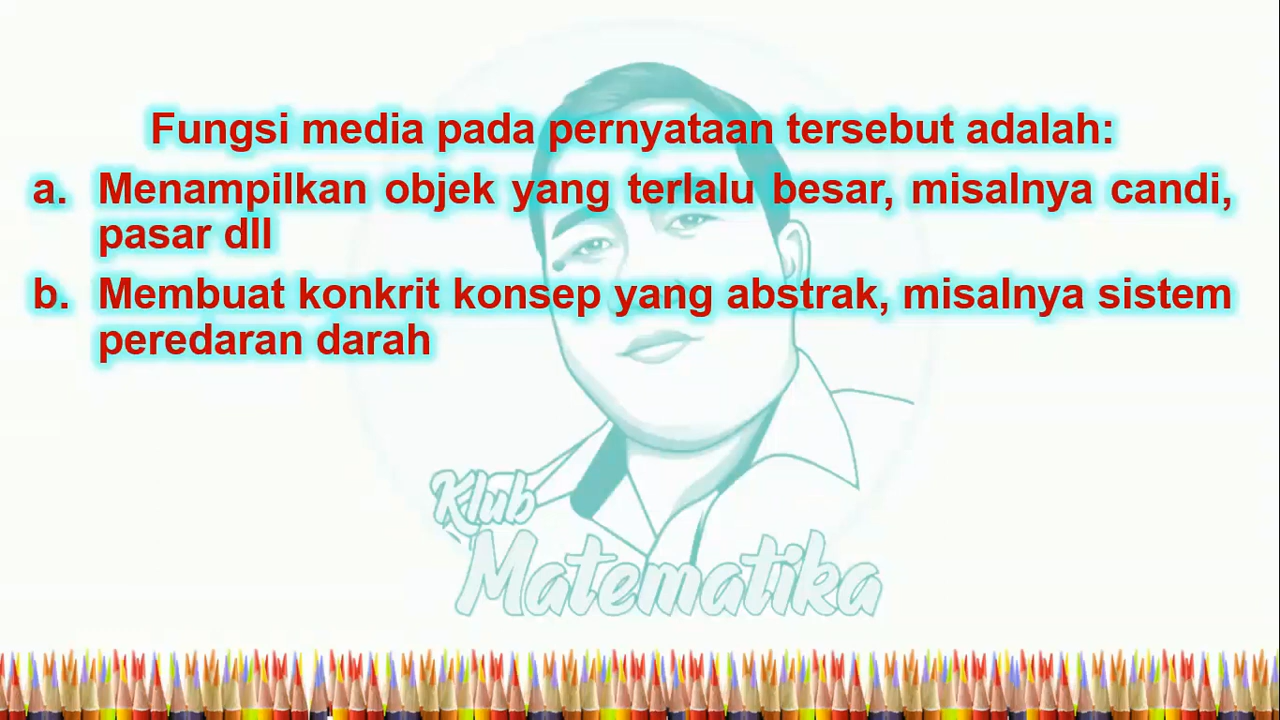 Fungsi media pada pernyataan tersebut adalah:
a. Menampilkan objek yang terlalu besar, misalnya candi,
pasar dll
b. Membuat konkrit konsep yang abstrak, misalnya sistem
peredaran darah
Klub
Matematika